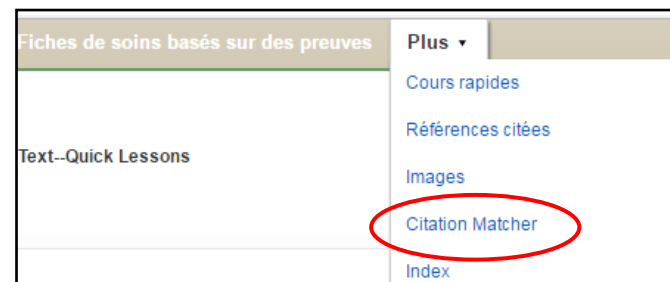 Fiches de soins basés sur des preuves Plus ▾
Cours rapides
Références citées
Text--Quick Lessons
Images
Citation Matcher
Index